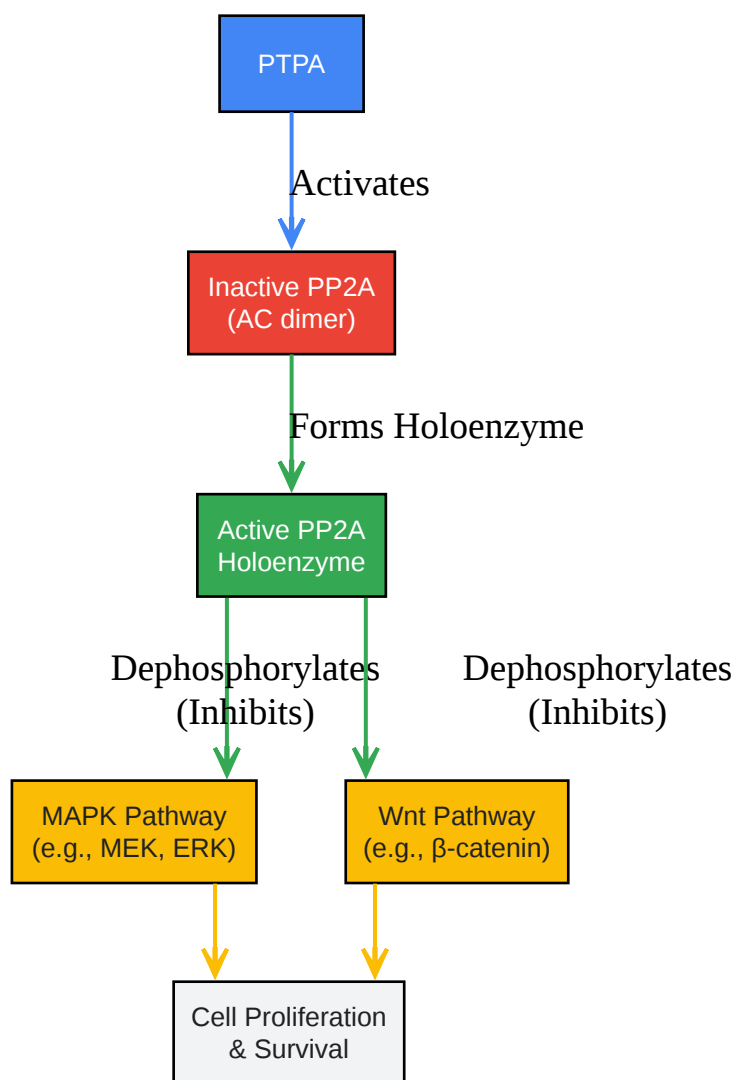 PTPA
Activates
Inactive PP2A
(AC dimer)
Forms Holoenzyme
Active PP2A
Holoenzyme
Dephosphorylates
(Inhibits)
Dephosphorylates
(Inhibits)
MAPK Pathway
(e.g., MEK, ERK)
Wnt Pathway
(e.g., β-catenin)
Cell Proliferation
& Survival